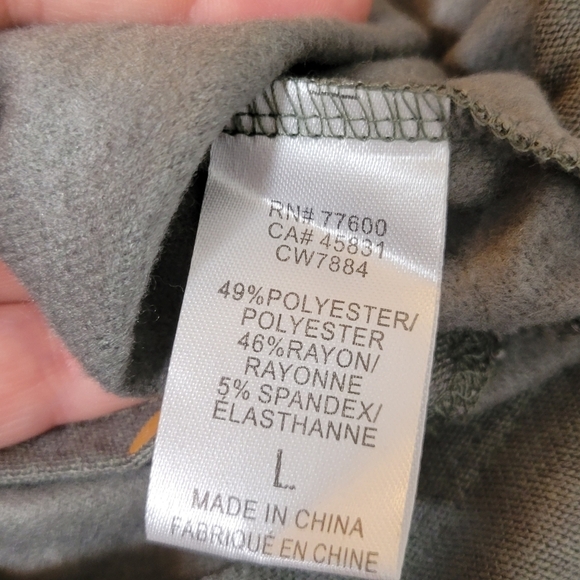 RN# 77600
CA# 45831
CW7884
49%POLYESTER/
POLYESTER
46%RAYON/
RAYONNE
5% SPANDEX/
ÉLASTHANNE
L
MADE IN CHINA
FABRIQUÉ EN CHINE